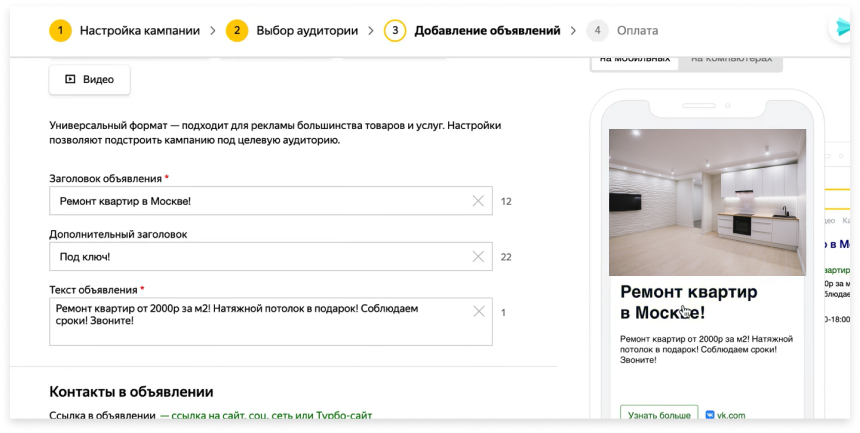 1 Настройка кампании > 2 Выбор аудитории > 3 Добавление объявлений > 4 Оплата
на мобильных на компьютерах
Видео
Универсальный формат — подходит для рекламы большинства товаров и услуг. Настройки
позволяют подстроить кампанию под целевую аудиторию.
Заголовок объявления *
Ремонт квартир в Москве!
12
Дополнительный заголовок
Под ключ!
22
Текст объявления *
Ремонт квартир от 2000р за м2! Натяжной потолок в подарок! Соблюдаем
сроки! Звоните!
1
Контакты в объявлении
Ссылка в объявлении — ссылка на сайт, соц. сеть или Турбо-сайт
Ремонт квартир
в Москве!
Ремонт квартир от 2000р за м2! Натяжной
потолок в подарок! Соблюдаем сроки!
Звоните!
Узнать больше vk.com